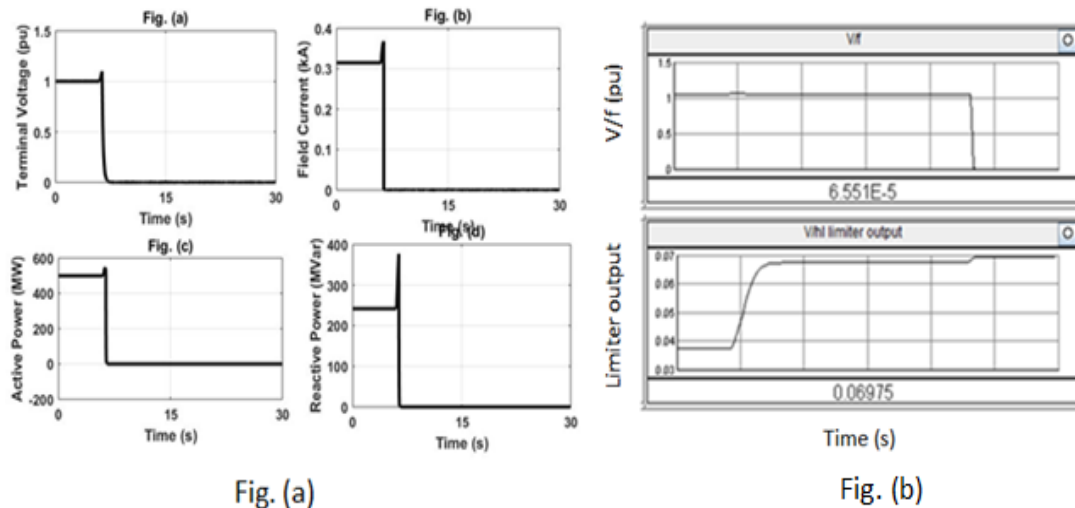 Fig. (a)
Terminal Voltage (pu)
1.5
1
0.5
0
0
15
30
Time (s)
Fig. (b)
Field Current (kA)
0.4
0.3
0.2
0.1
0
0
15
30
Time (s)
Fig. (c)
Active Power (MW)
600
400
200
0
-200
0
15
30
Time (s)
Fig. (d)
Reactive Power (MVar)
400
300
200
100
0
0
15
30
Time (s)
Fig. (a)
V/f
O
V/f (pu)
1.5
1
0.5
0
6.551E-5
V/hl limiter output
O
Limiter output
0.07
0.06
0.05
0.04
0.03
0.06975
Time (s)
Fig. (b)